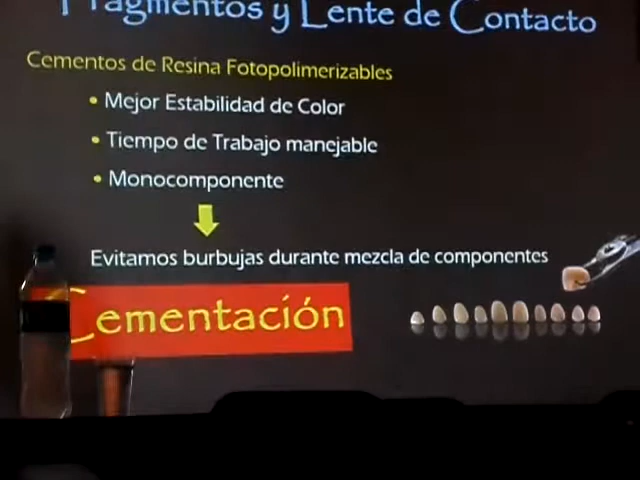 Fragmentos y Lente de Contacto
Cementos de Resina Fotopolimerizables
• Mejor Estabilidad de Color
• Tiempo de Trabajo manejable
• Monocomponente
Evitamos burbujas durante mezcla de componentes
Cementación